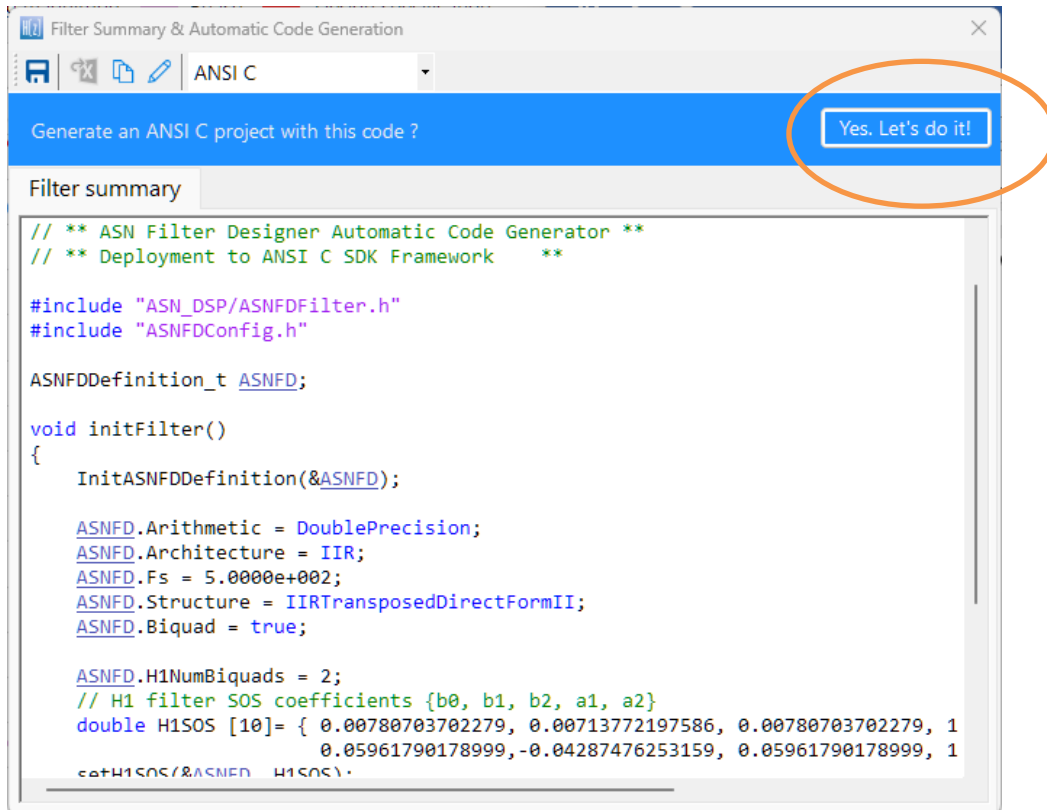 Filter Summary & Automatic Code Generation
ANSI C
Generate an ANSI C project with this code ?
Yes. Let's do it!
Filter summary
// ** ASN Filter Designer Automatic Code Generator **
// ** Deployment to ANSI C SDK Framework    **
#include "ASN_DSP/ASNFDFilter.h"
#include "ASNFDConfig.h"
ASNFDDefinition_t ASNFD;
void initFilter()
{
    InitASNFDDefinition(&ASNFD);
    ASNFD.Arithmetic = DoublePrecision;
    ASNFD.Architecture = IIR;
    ASNFD.Fs = 5.0000e+002;
    ASNFD.Structure = IIRTransposedDirectFormII;
    ASNFD.Biquad = true;
    ASNFD.H1NumBiquads = 2;
    // H1 filter SOS coefficients {b0, b1, b2, a1, a2}
    double H1SOS [10]= { 0.00780703702279, 0.00713772197586, 0.00780703702279, 1
                         0.05961790178999,-0.04287476253159, 0.05961790178999, 1
    setH1SOS(&ASNFD, H1SOS);